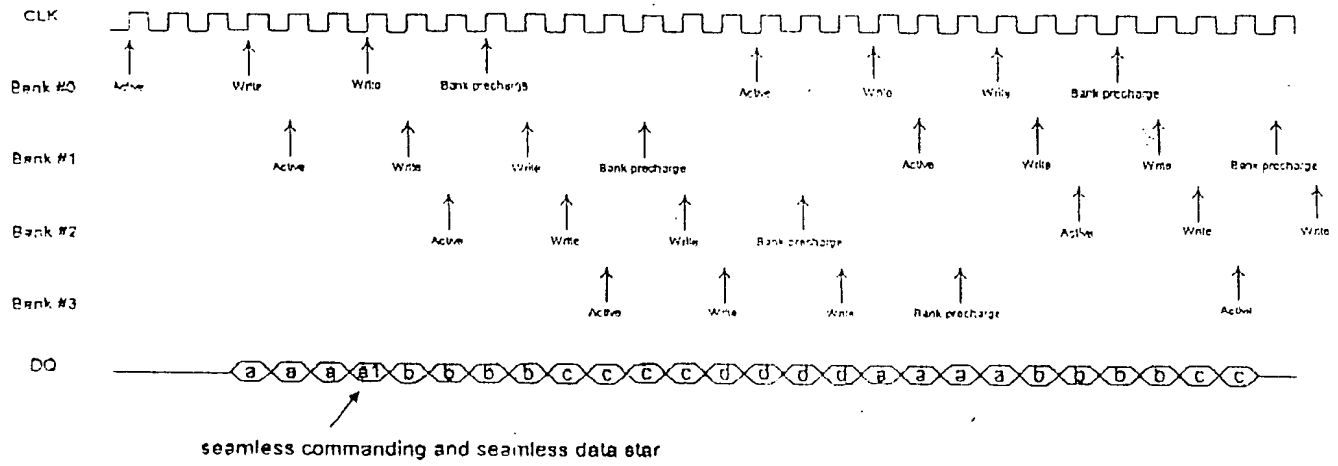 CLK
Bank #0 Active Write Write Bank precharge Active Write Write Bank precharge
Bank #1 Active Write Write Bank precharge Active Write Write Bank precharge
Bank #2 Active Write Write Bank precharge Active Write Write
Bank #3 Active Write Write Bank precharge Active
DQ a a a a1 b b b b c c c c d d d d a a a a b b b b c c
seamless commanding and seamless data star